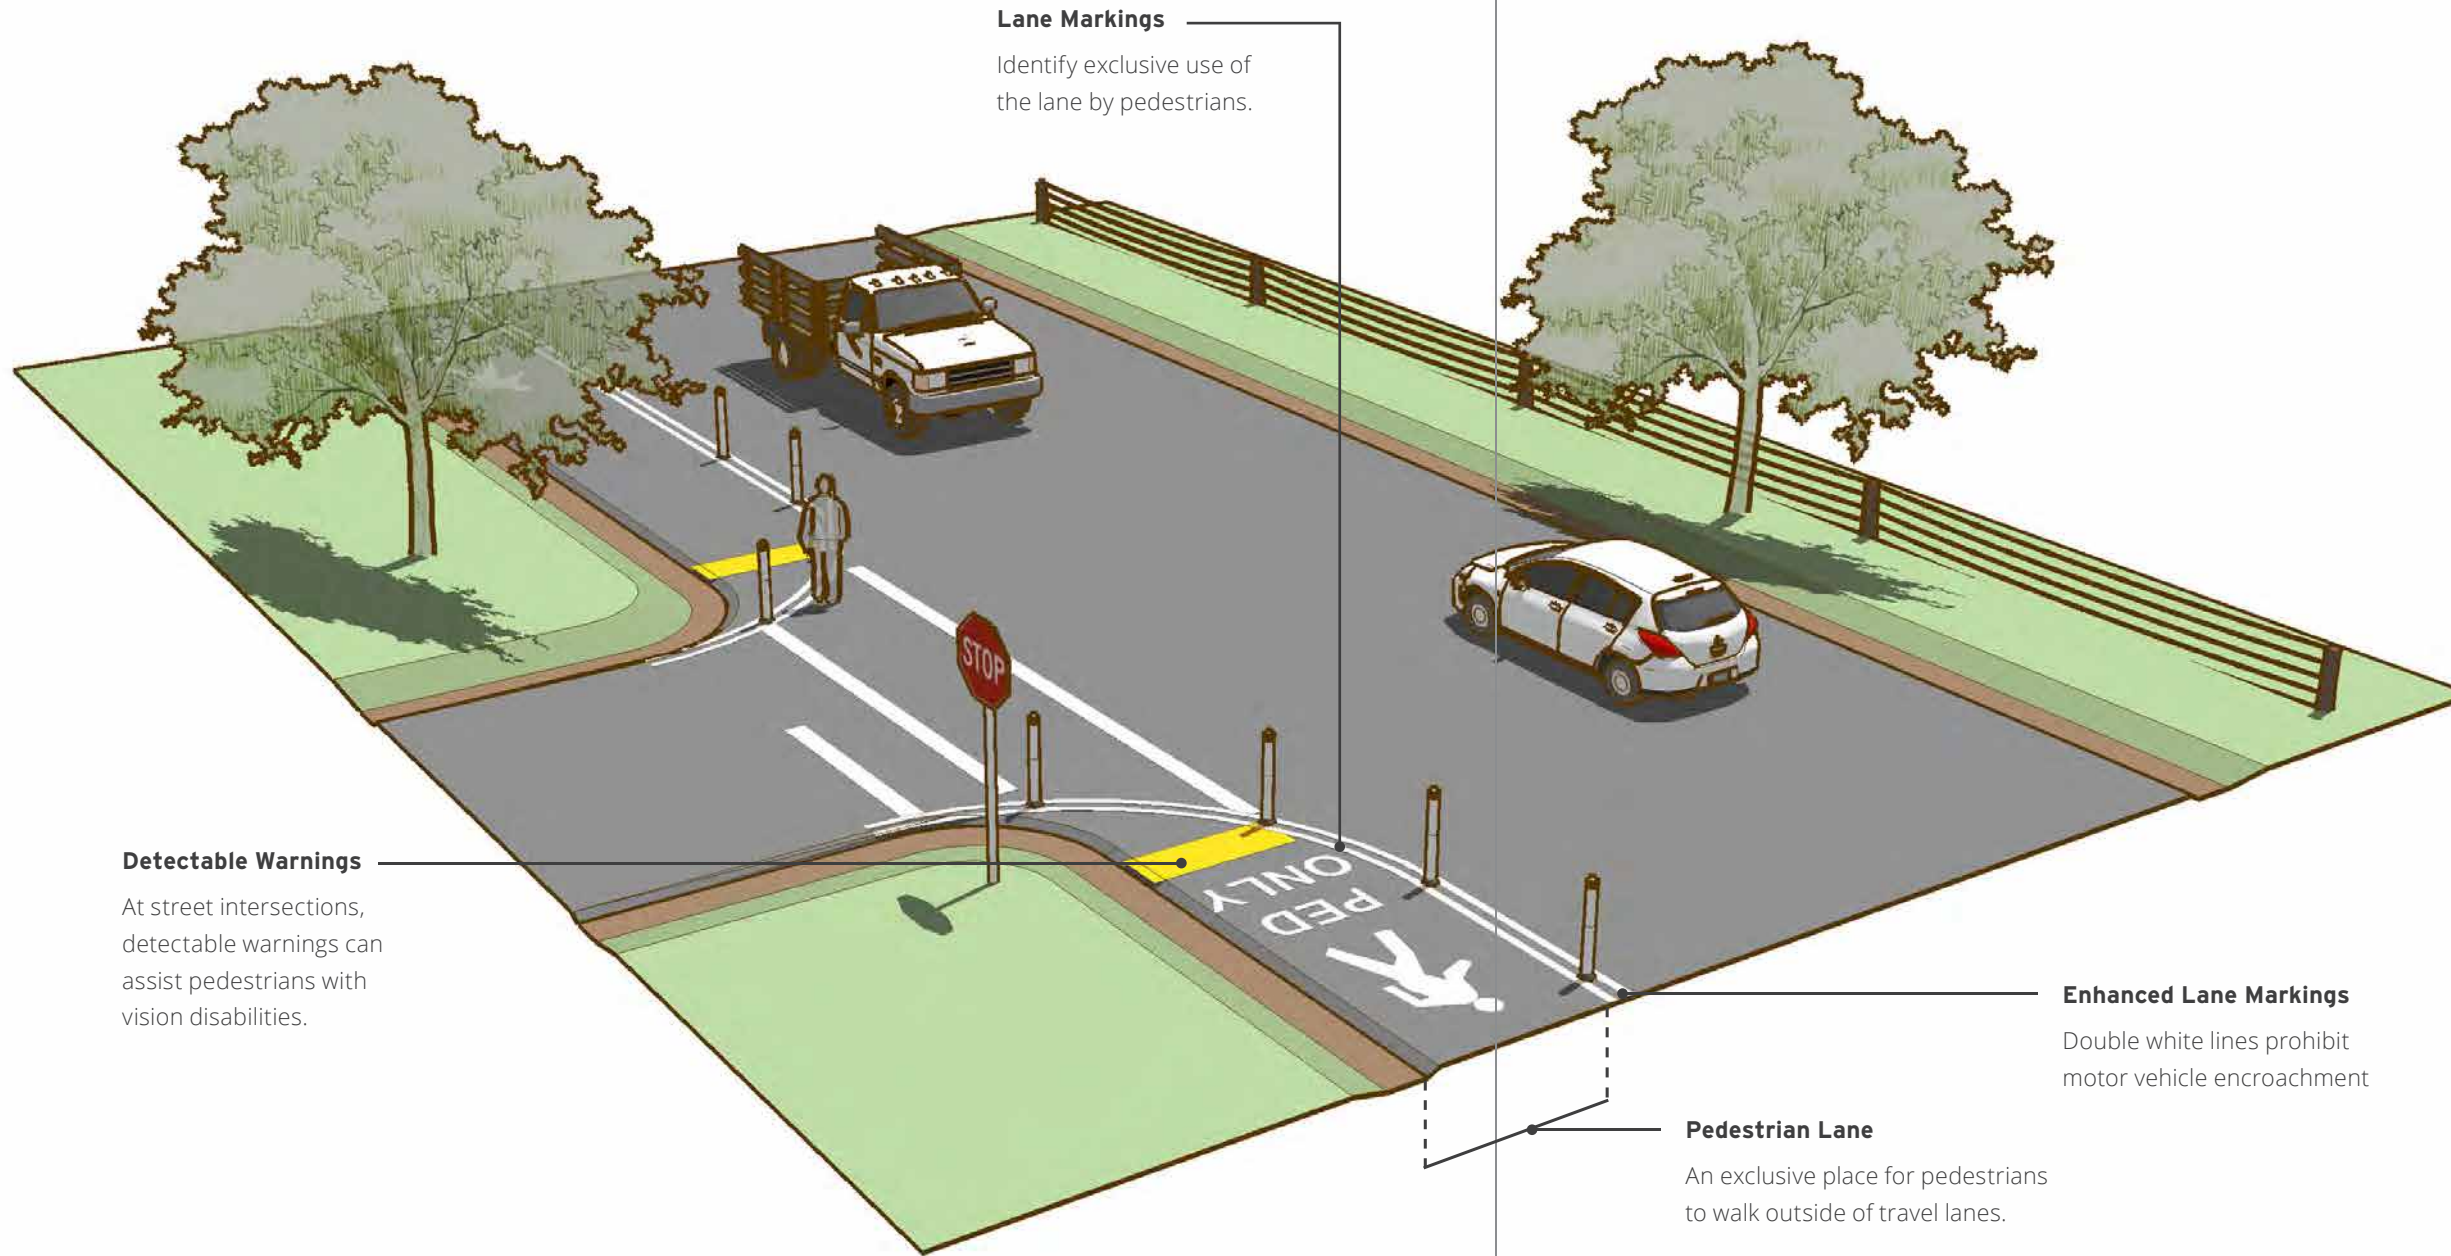 Lane Markings
Identify exclusive use of
the lane by pedestrians.
STOP
Detectable Warnings
At street intersections,
detectable warnings can
assist pedestrians with
vision disabilities.
ONLY
PED
Enhanced Lane Markings
Double white lines prohibit
motor vehicle encroachment
Pedestrian Lane
An exclusive place for pedestrians
to walk outside of travel lanes.